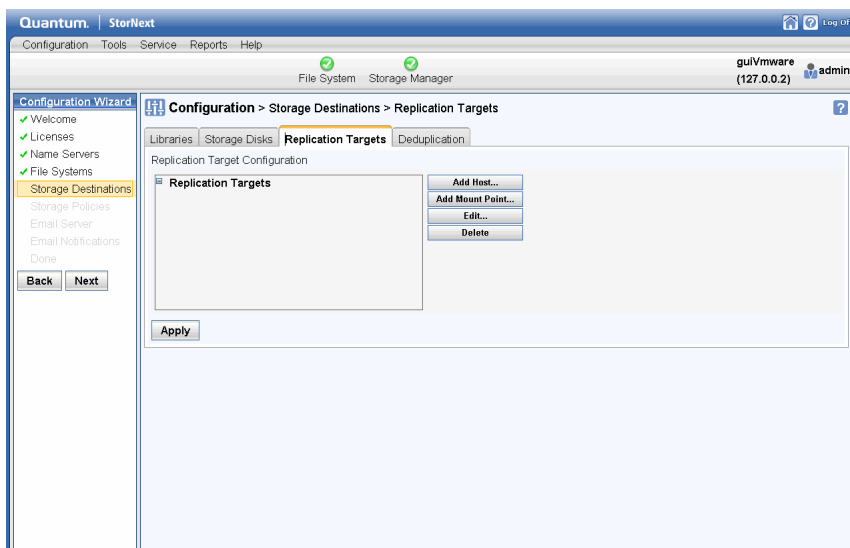 Quantum. | StorNext
Log Of
Configuration Tools Service Reports Help
File System Storage Manager
guiVmware
(127.0.0.2)
admin
Configuration Wizard
Welcome
Licenses
Name Servers
File Systems
Storage Destinations
Storage Policies
Email Server
Email Notifications
Done
Back Next
Configuration > Storage Destinations > Replication Targets
?
Libraries Storage Disks Replication Targets Deduplication
Replication Target Configuration
Replication Targets
Add Host...
Add Mount Point...
Edit...
Delete
Apply